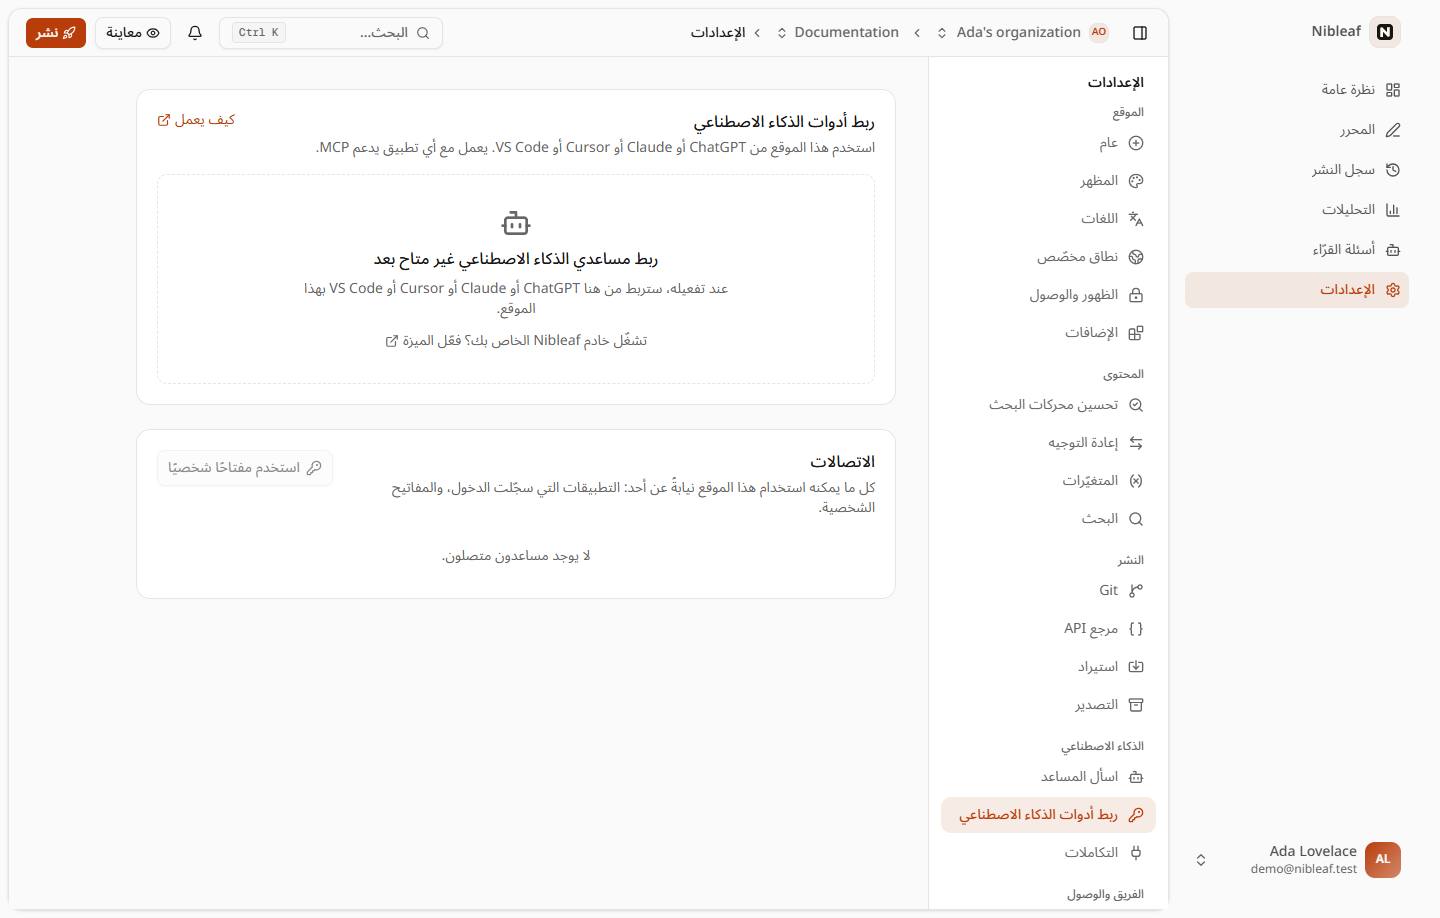 Nibleaf
نظرة عامة
المحرر
سجل النشر
التحليلات
أسئلة القرّاء
الإعدادات
Ada Lovelace
demo@nibleaf.test
AL
AO Ada's organization
Documentation
الإعدادات
البحث...
Ctrl K
معاينة
نشر
الإعدادات
الموقع
عام
المظهر
اللغات
نطاق مخصّص
الظهور والوصول
الإضافات
المحتوى
تحسين محركات البحث
إعادة التوجيه
المتغيّرات
البحث
النشر
Git
مرجع API
استيراد
التصدير
الذكاء الاصطناعي
اسأل المساعد
ربط أدوات الذكاء الاصطناعي
التكاملات
الفريق والوصول
ربط أدوات الذكاء الاصطناعي
كيف يعمل
استخدم هذا الموقع من ChatGPT أو Claude أو Cursor أو VS Code. يعمل مع أي تطبيق يدعم MCP.
ربط مساعدي الذكاء الاصطناعي غير متاح بعد
عند تفعيله، ستربط من هنا ChatGPT أو Claude أو Cursor أو VS Code بهذا
الموقع.
تشغّل خادم Nibleaf الخاص بك؟ فعّل الميزة
الاتصالات
استخدم مفتاحًا شخصيًا
كل ما يمكنه استخدام هذا الموقع نيابةً عن أحد: التطبيقات التي سجّلت الدخول، والمفاتيح
الشخصية.
لا يوجد مساعدون متصلون.